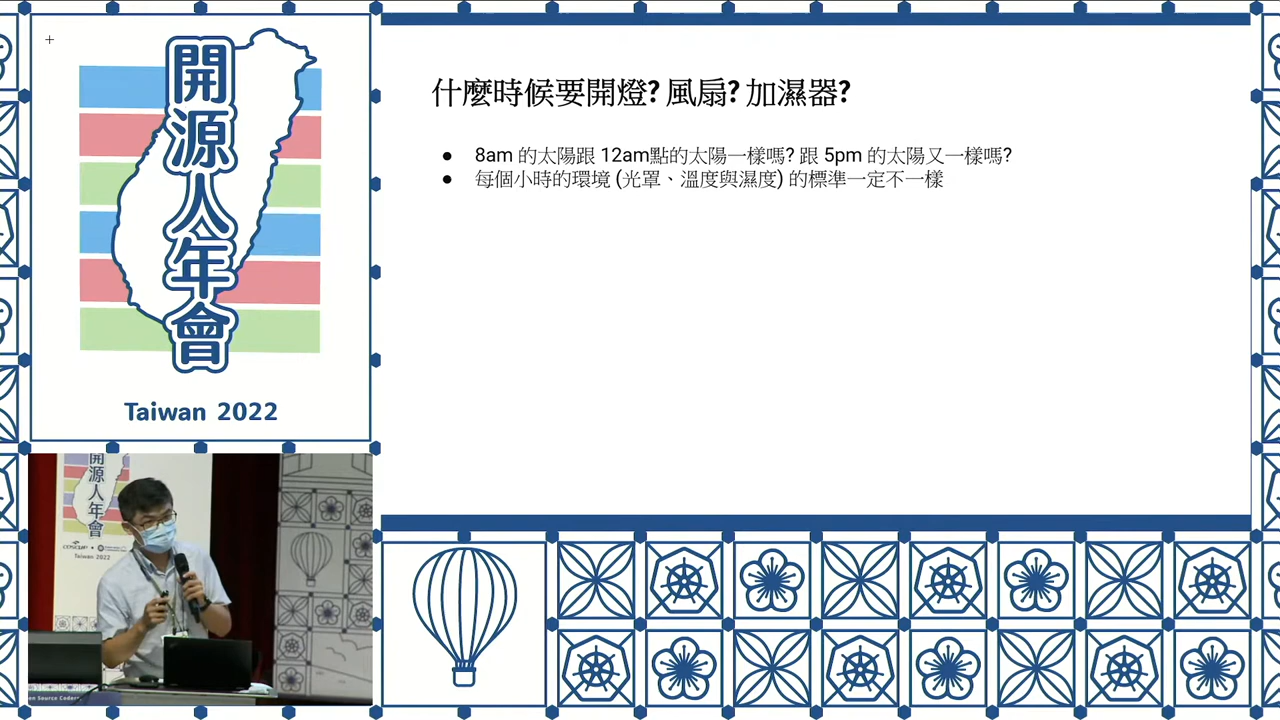 開源人年會
Taiwan 2022
什麼時候要開燈? 風扇? 加濕器?
● 8am 的太陽跟 12am點的太陽一樣嗎? 跟 5pm 的太陽又一樣嗎?
● 每個小時的環境 (光罩、溫度與濕度) 的標準一定不一樣
開源人年會
Taiwan 2022
en Source Coders